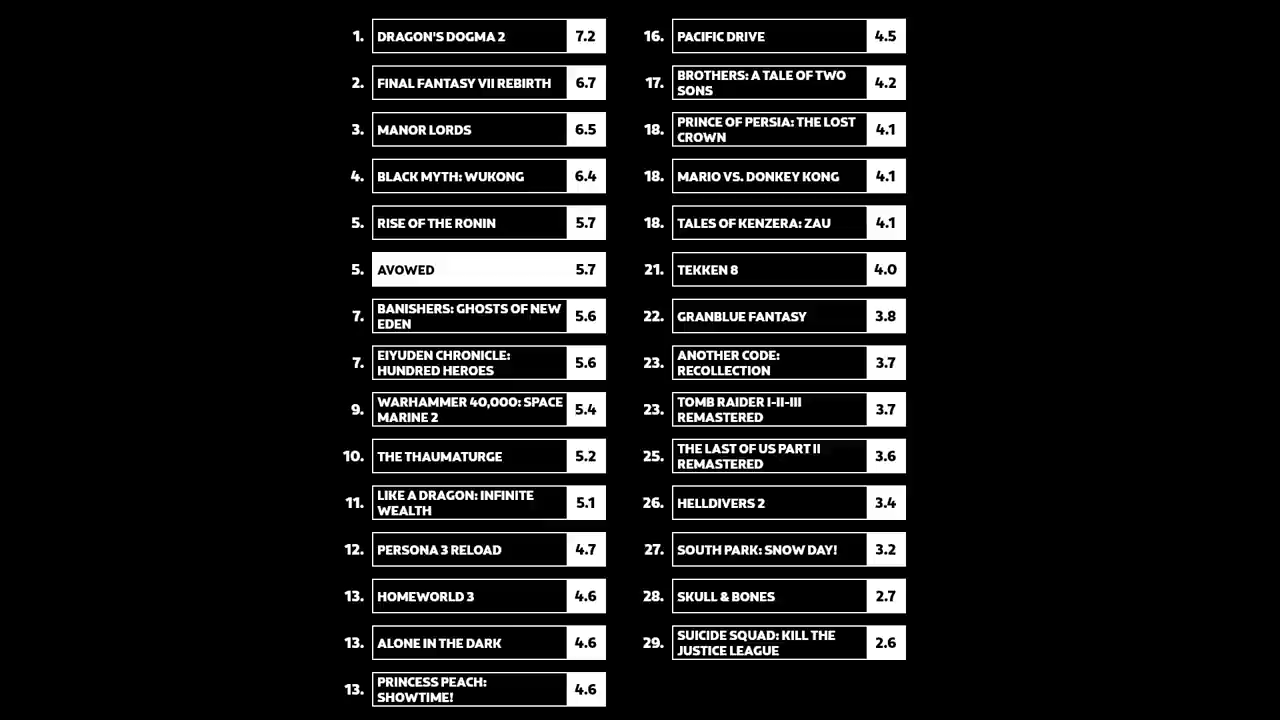 1. DRAGON'S DOGMA 2 7.2
2. FINAL FANTASY VII REBIRTH 6.7
3. MANOR LORDS 6.5
4. BLACK MYTH: WUKONG 6.4
5. RISE OF THE RONIN 5.7
5. AVOWED 5.7
7. BANISHERS: GHOSTS OF NEW
EDEN 5.6
7. EIYUDEN CHRONICLE:
HUNDRED HEROES 5.6
9. WARHAMMER 40,000: SPACE
MARINE 2 5.4
10. THE THAUMATURGE 5.2
11. LIKE A DRAGON: INFINITE
WEALTH 5.1
12. PERSONA 3 RELOAD 4.7
13. HOMEWORLD 3 4.6
13. ALONE IN THE DARK 4.6
13. PRINCESS PEACH:
SHOWTIME! 4.6
16. PACIFIC DRIVE 4.5
17. BROTHERS: A TALE OF TWO
SONS 4.2
18. PRINCE OF PERSIA: THE LOST
CROWN 4.1
18. MARIO VS. DONKEY KONG 4.1
18. TALES OF KENZERA: ZAU 4.1
21. TEKKEN 8 4.0
22. GRANBLUE FANTASY 3.8
23. ANOTHER CODE:
RECOLLECTION 3.7
23. TOMB RAIDER I-II-III
REMASTERED 3.7
25. THE LAST OF US PART II
REMASTERED 3.6
26. HELLDIVERS 2 3.4
27. SOUTH PARK: SNOW DAY! 3.2
28. SKULL & BONES 2.7
29. SUICIDE SQUAD: KILL THE
JUSTICE LEAGUE 2.6